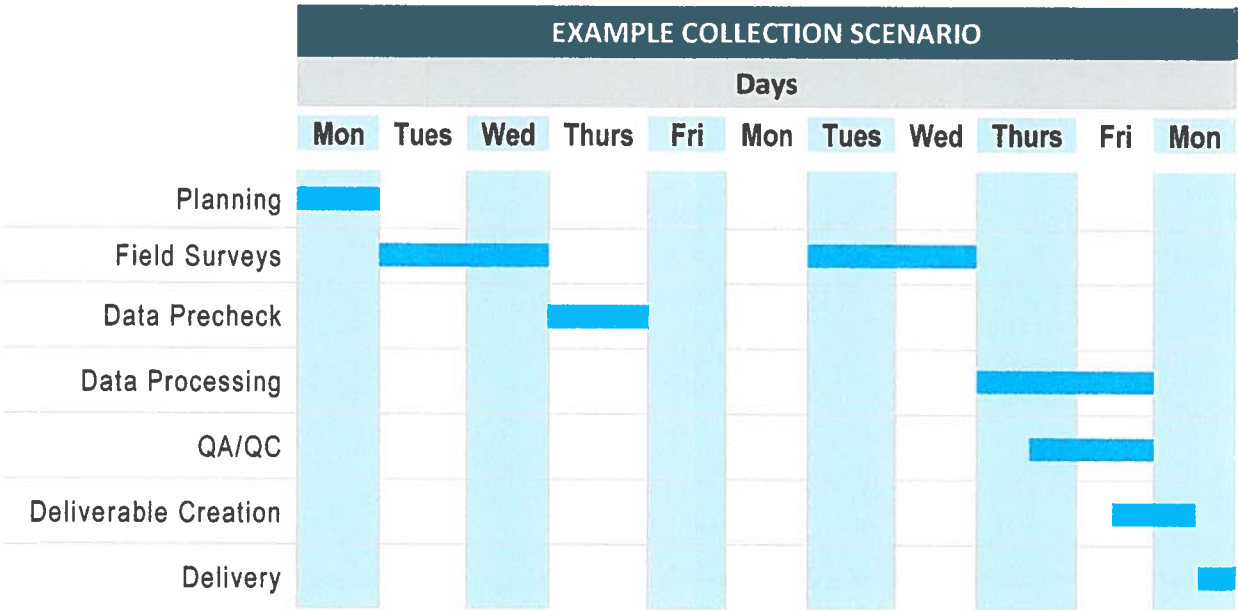 EXAMPLE COLLECTION SCENARIO
Days
Mon Tues Wed Thurs Fri Mon Tues Wed Thurs Fri Mon
Planning
Field Surveys
Data Precheck
Data Processing
QA/QC
Deliverable Creation
Delivery